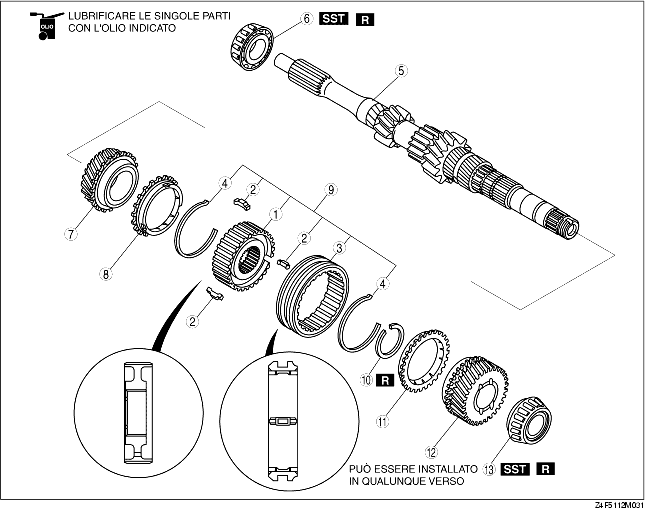 LUBRIFICARE LE SINGOLE PARTI
CON L'OLIO INDICATO
OLIO
6 SST R
5
4
2
9
1
2
3
7
8
4
2
10 R
11
12
13 SST R
PUÒ ESSERE INSTALLATO
IN QUALUNQUE VERSO
Z4F5112M031